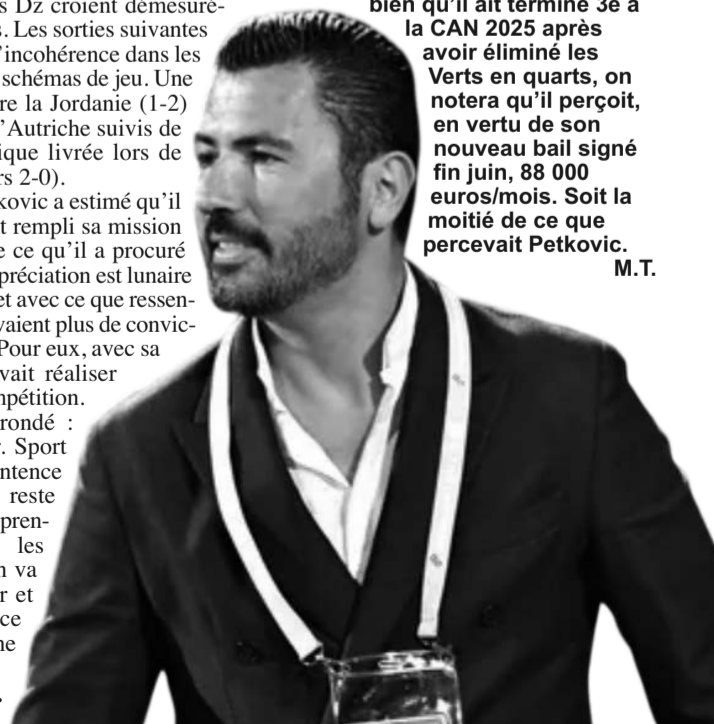 s Dz croient démesuré-
s. Les sorties suivantes
'incohérence dans les
schémas de jeu. Une
re la Jordanie (1-2)
'Autriche suivis de
ique livrée lors de
rs 2-0).
kovic a estimé qu'il
t rempli sa mission
e ce qu'il a procuré
préciation est lunaire
et avec ce que ressen-
vaient plus de convic-
Pour eux, avec sa
vait réaliser
npétition.
rondé :
. Sport
ntence
reste
pren-
les
n va
r et
ce
ne
bien qu'il ait terminé 3e à
la CAN 2025 après
avoir éliminé les
Verts en quarts, on
notera qu'il perçoit,
en vertu de son
nouveau bail signé
fin juin, 88 000
euros/mois. Soit la
moitié de ce que
percevait Petkovic.
M.T.